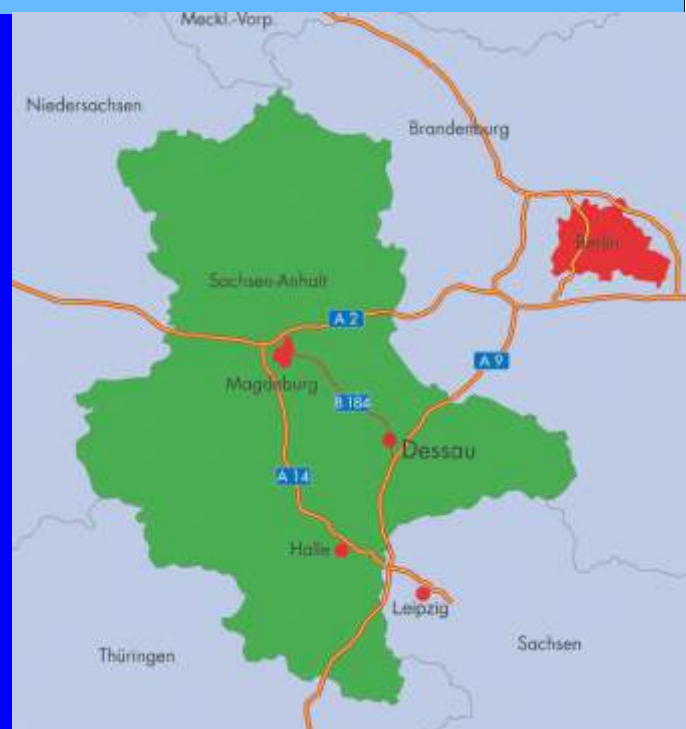 Meckl.-Vorp.
Niedersachsen
Brandenburg
Berlin
Sachsen-Anhalt
A 2
A 9
Magdeburg
B 184
Dessau
A 14
Halle
Leipzig
Sachsen
Thüringen